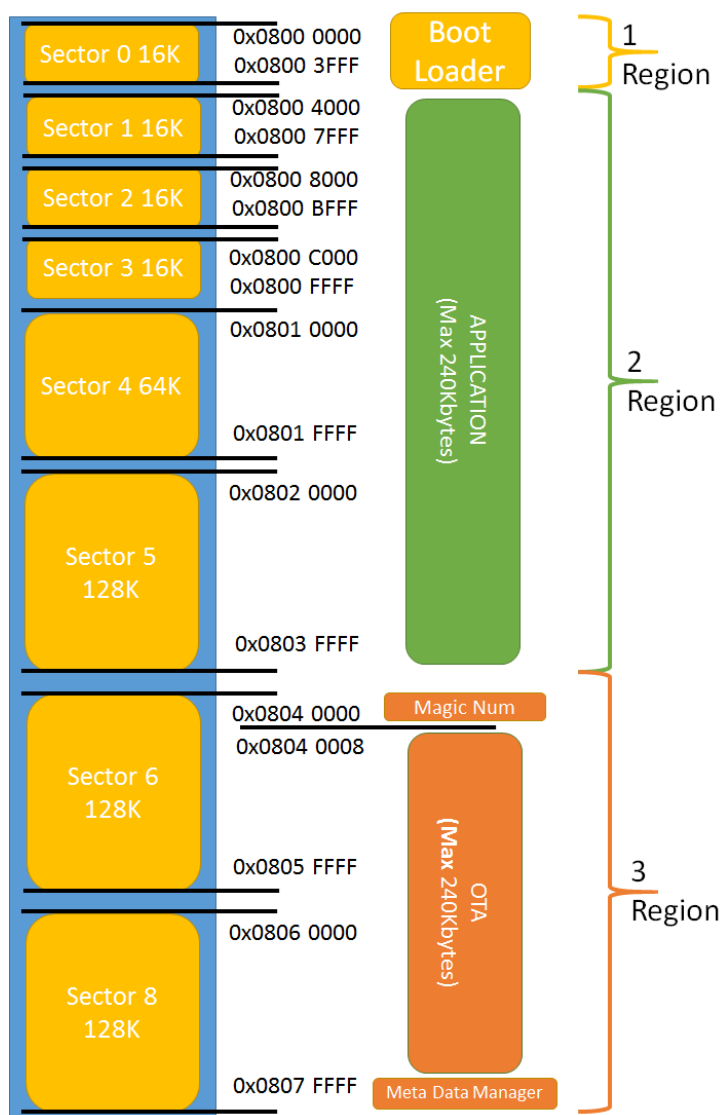 Sector 0 16K
0x0800 0000
0x0800 3FFF
Boot
Loader
1
Region
Sector 1 16K
0x0800 4000
0x0800 7FFF
Sector 2 16K
0x0800 8000
0x0800 BFFF
Sector 3 16K
0x0800 C000
0x0800 FFFF
Sector 4 64K
0x0801 0000
0x0801 FFFF
APPLICATION
(Max 240Kbytes)
2
Region
Sector 5
128K
0x0802 0000
0x0803 FFFF
Magic Num
0x0804 0000
0x0804 0008
Sector 6
128K
0x0805 FFFF
OTA
(Max 240Kbytes)
3
Region
Sector 8
128K
0x0806 0000
0x0807 FFFF
Meta Data Manager